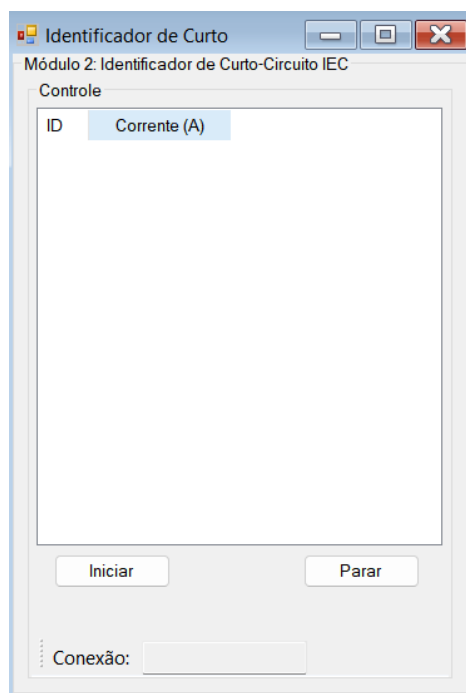 Identificador de Curto
Módulo 2: Identificador de Curto-Circuito IEC
Controle
ID Corrente (A)
Iniciar Parar
Conexão: